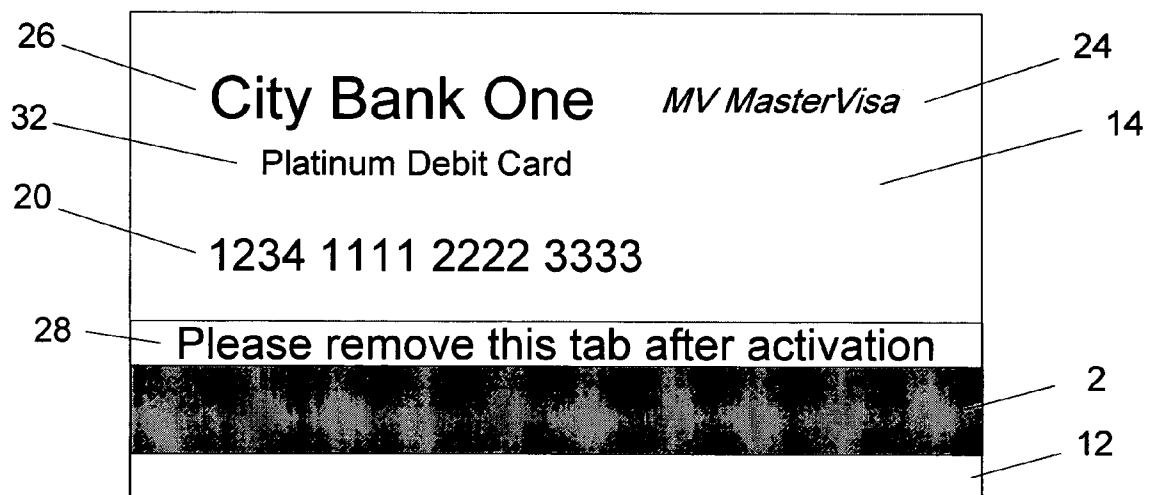 26 City Bank One MV MasterVisa 24
32 Platinum Debit Card 14
20 1234 1111 2222 3333
28 Please remove this tab after activation
2
12